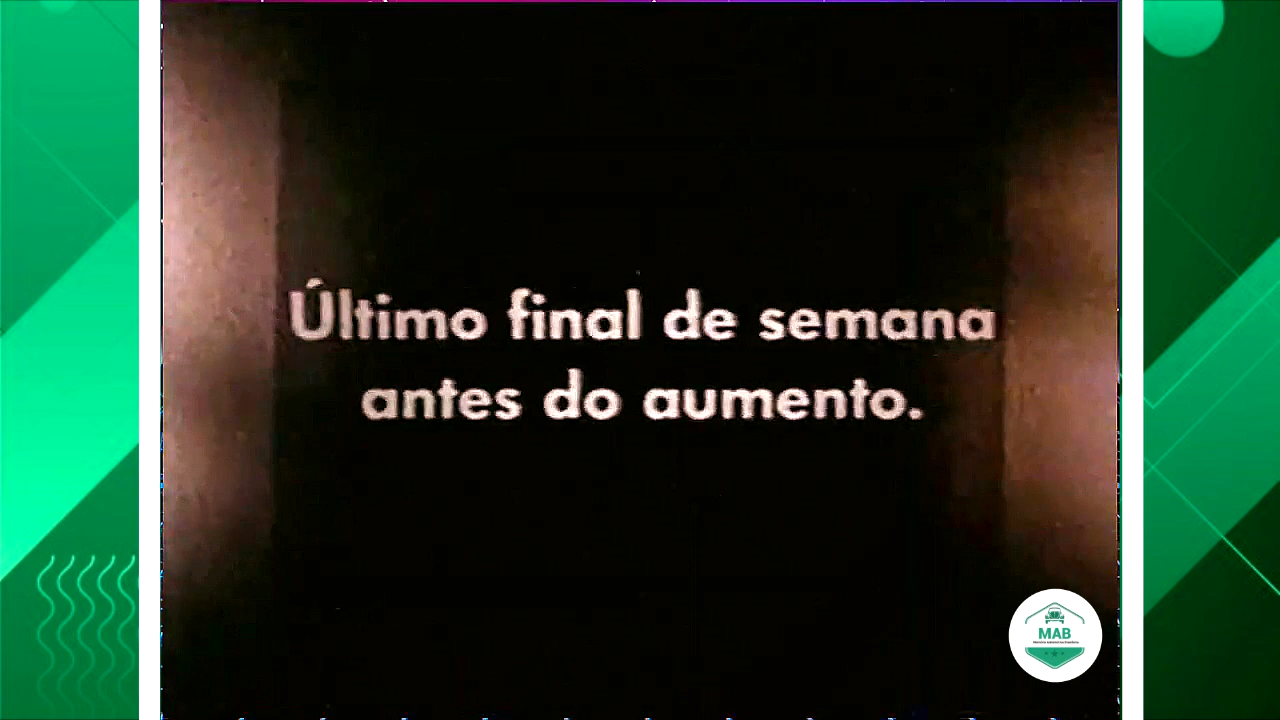 Último final de semana
antes do aumento.
MAB